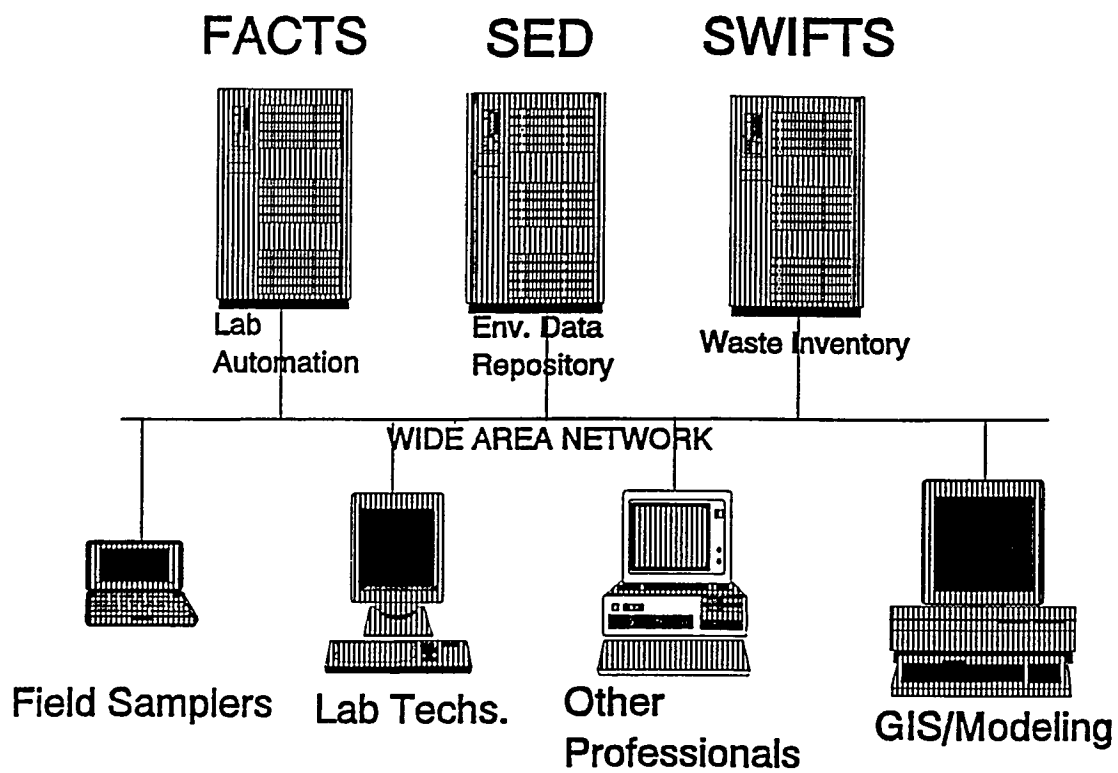 FACTS
SED
SWIFTS
Lab
Automation
Env. Data
Repository
Waste Inventory
WIDE AREA NETWORK
Field Samplers
Lab Techs.
Other
Professionals
GIS/Modeling